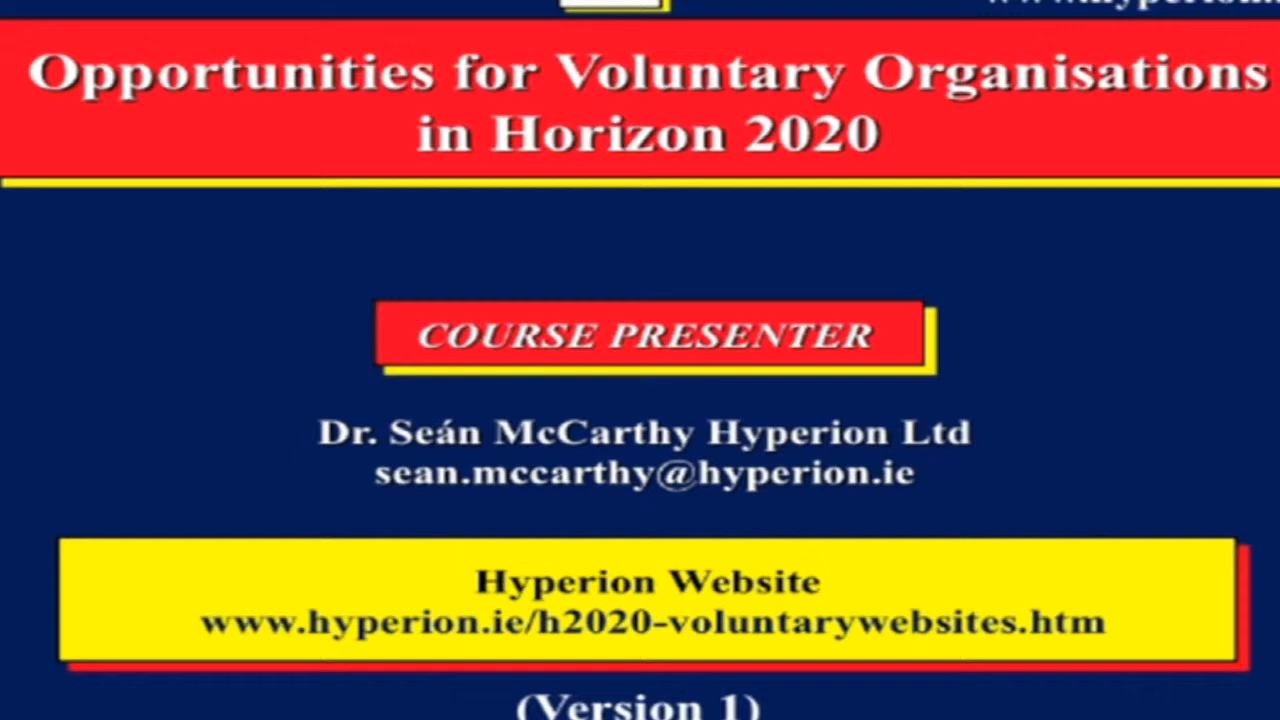 Opportunities for Voluntary Organisations
in Horizon 2020
COURSE PRESENTER
Dr. Seán McCarthy Hyperion Ltd
sean.mccarthy@hyperion.ie
Hyperion Website
www.hyperion.ie/h2020-voluntarywebsites.htm
(Version 1)